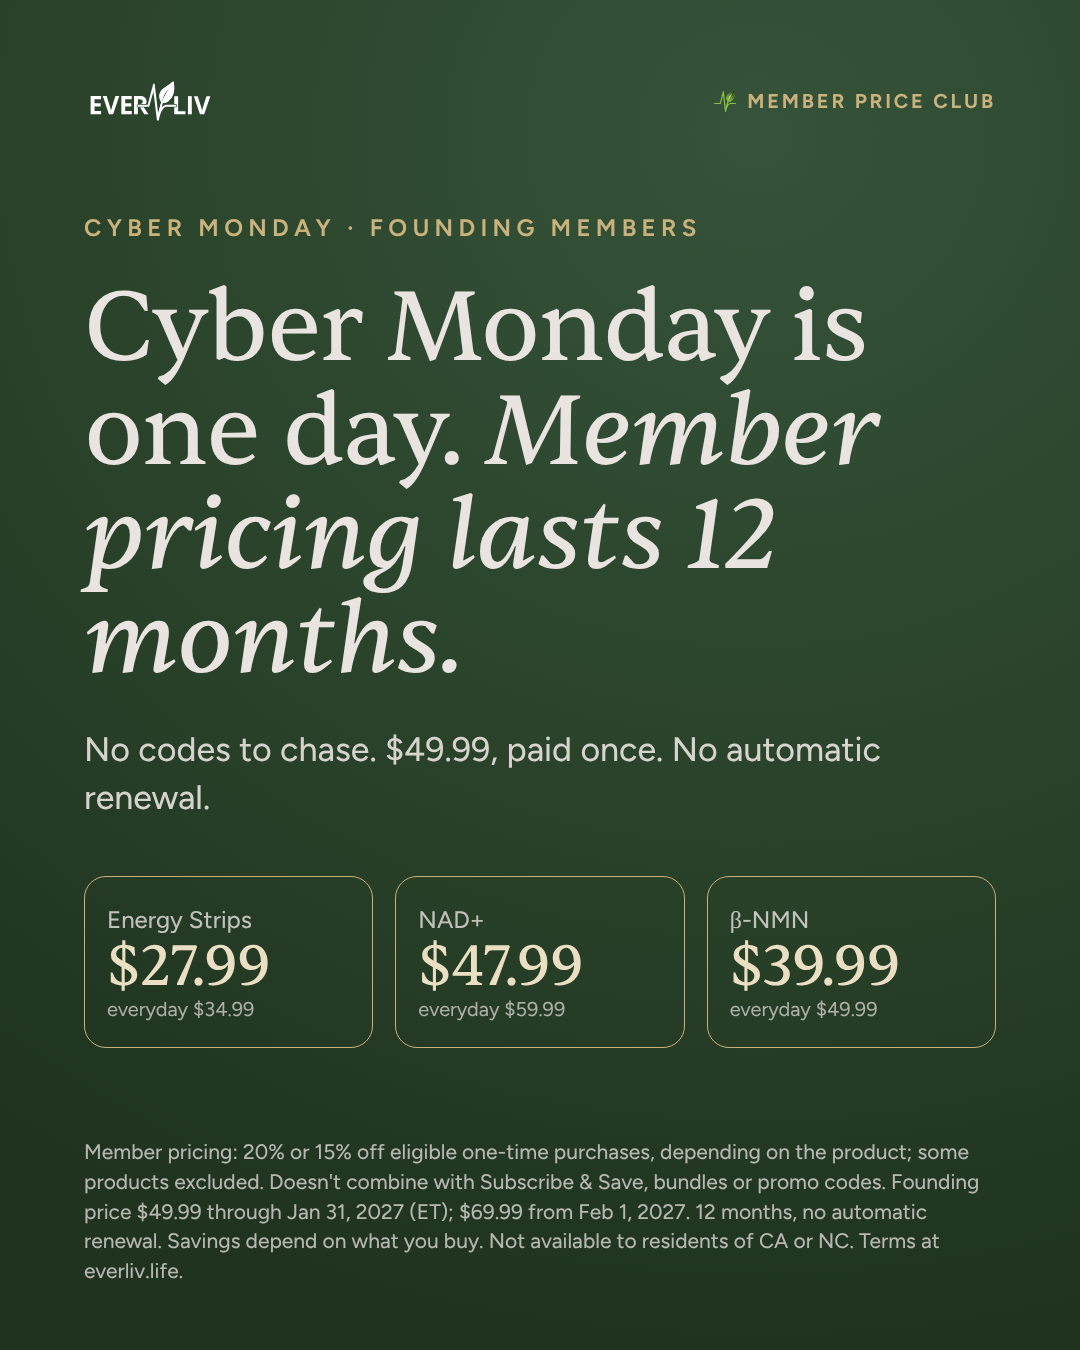 EVERLIV
MEMBER PRICE CLUB
CYBER MONDAY · FOUNDING MEMBERS
Cyber Monday is
one day. Member
pricing lasts 12
months.
No codes to chase. $49.99, paid once. No automatic
renewal.
Energy Strips
$27.99
everyday $34.99
NAD+
$47.99
everyday $59.99
β-NMN
$39.99
everyday $49.99
Member pricing: 20% or 15% off eligible one-time purchases, depending on the product; some
products excluded. Doesn't combine with Subscribe & Save, bundles or promo codes. Founding
price $49.99 through Jan 31, 2027 (ET); $69.99 from Feb 1, 2027. 12 months, no automatic
renewal. Savings depend on what you buy. Not available to residents of CA or NC. Terms at
everliv.life.